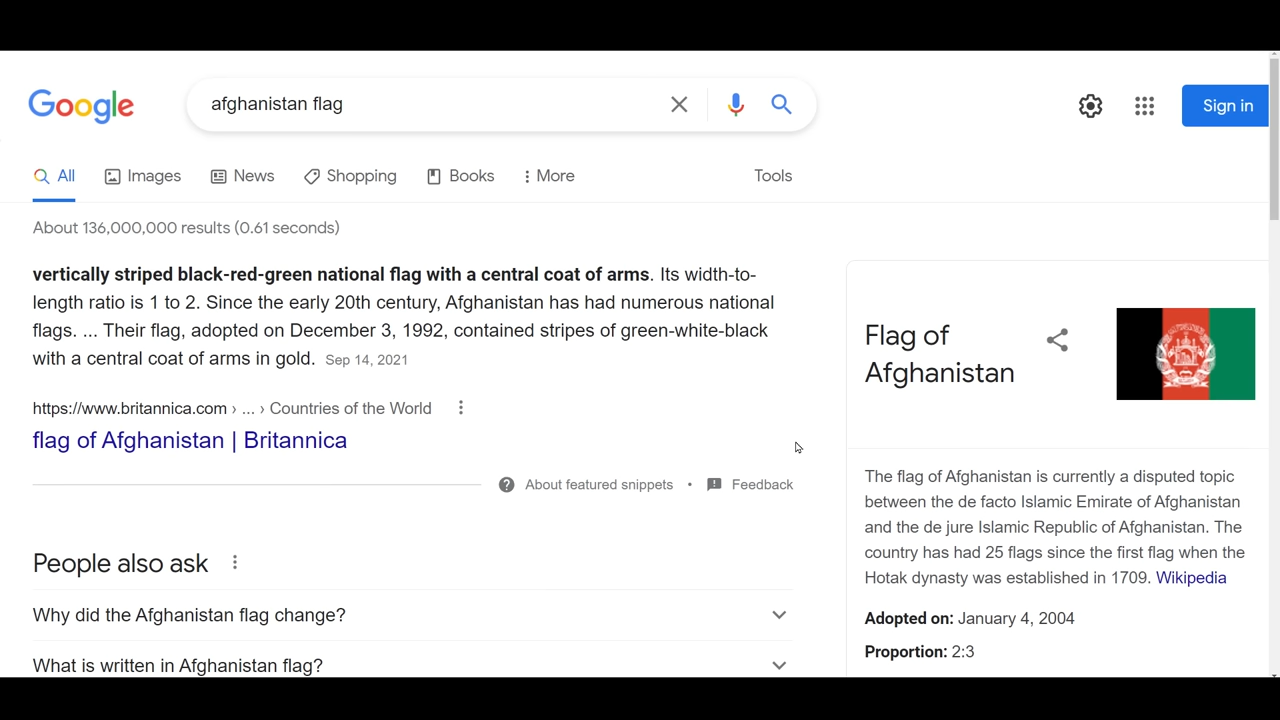 Google
afghanistan flag
Sign in
All
Images
News
Shopping
Books
More
Tools
About 136,000,000 results (0.61 seconds)
vertically striped black-red-green national flag with a central coat of arms. Its width-to-
length ratio is 1 to 2. Since the early 20th century, Afghanistan has had numerous national
flags. ... Their flag, adopted on December 3, 1992, contained stripes of green-white-black
with a central coat of arms in gold. Sep 14, 2021
https://www.britannica.com › ... › Countries of the World
flag of Afghanistan | Britannica
About featured snippets • Feedback
People also ask
Why did the Afghanistan flag change?
What is written in Afghanistan flag?
Flag of
Afghanistan
The flag of Afghanistan is currently a disputed topic
between the de facto Islamic Emirate of Afghanistan
and the de jure Islamic Republic of Afghanistan. The
country has had 25 flags since the first flag when the
Hotak dynasty was established in 1709. Wikipedia
Adopted on: January 4, 2004
Proportion: 2:3